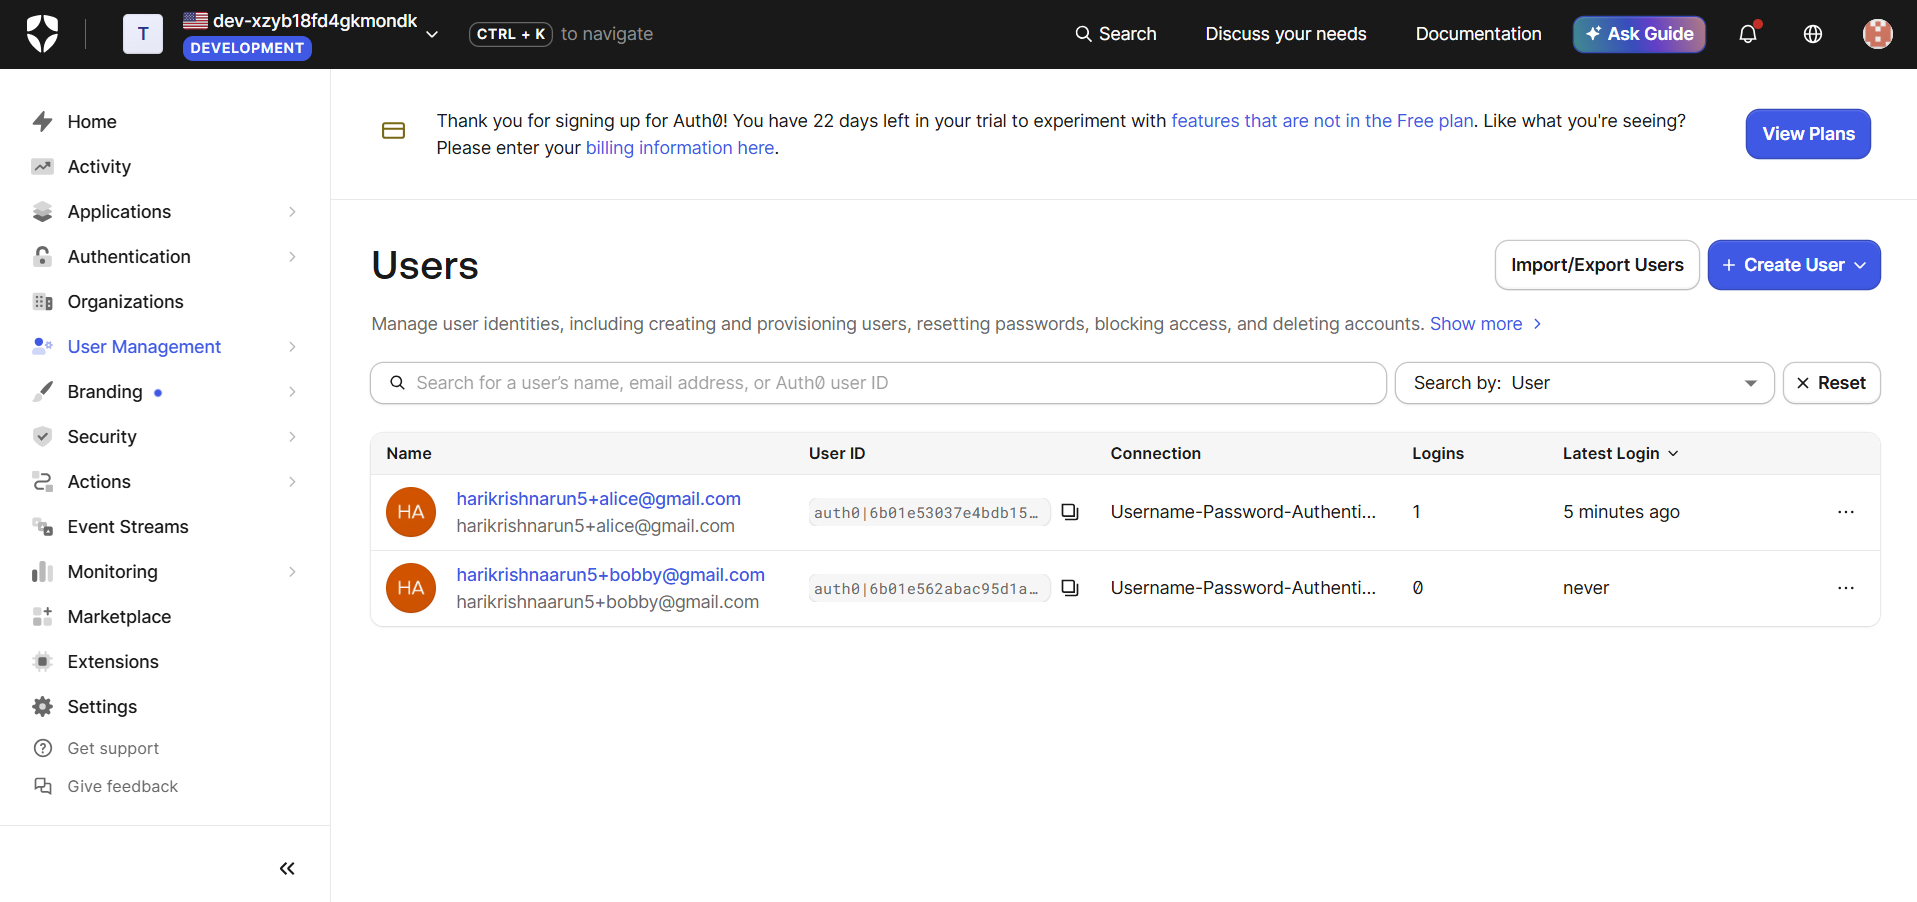 T
dev-xzyb18fd4gkmondk
DEVELOPMENT
CTRL + K to navigate
Search
Discuss your needs
Documentation
Ask Guide
Home
Activity
Applications
Authentication
Organizations
User Management
Branding
Security
Actions
Event Streams
Monitoring
Marketplace
Extensions
Settings
Get support
Give feedback
Thank you for signing up for Auth0! You have 22 days left in your trial to experiment with features that are not in the Free plan. Like what you're seeing?
Please enter your billing information here.
View Plans
Users
Import/Export Users
+ Create User
Manage user identities, including creating and provisioning users, resetting passwords, blocking access, and deleting accounts. Show more
Search for a user's name, email address, or Auth0 user ID
Search by: User
Reset
Name User ID Connection Logins Latest Login
HA
harikrishnarun5+alice@gmail.com
harikrishnarun5+alice@gmail.com
auth0|6b01e53037e4bdb15…
Username-Password-Authenti...
1
5 minutes ago
HA
harikrishnaarun5+bobby@gmail.com
harikrishnaarun5+bobby@gmail.com
auth0|6b01e562abac95d1a…
Username-Password-Authenti...
0
never